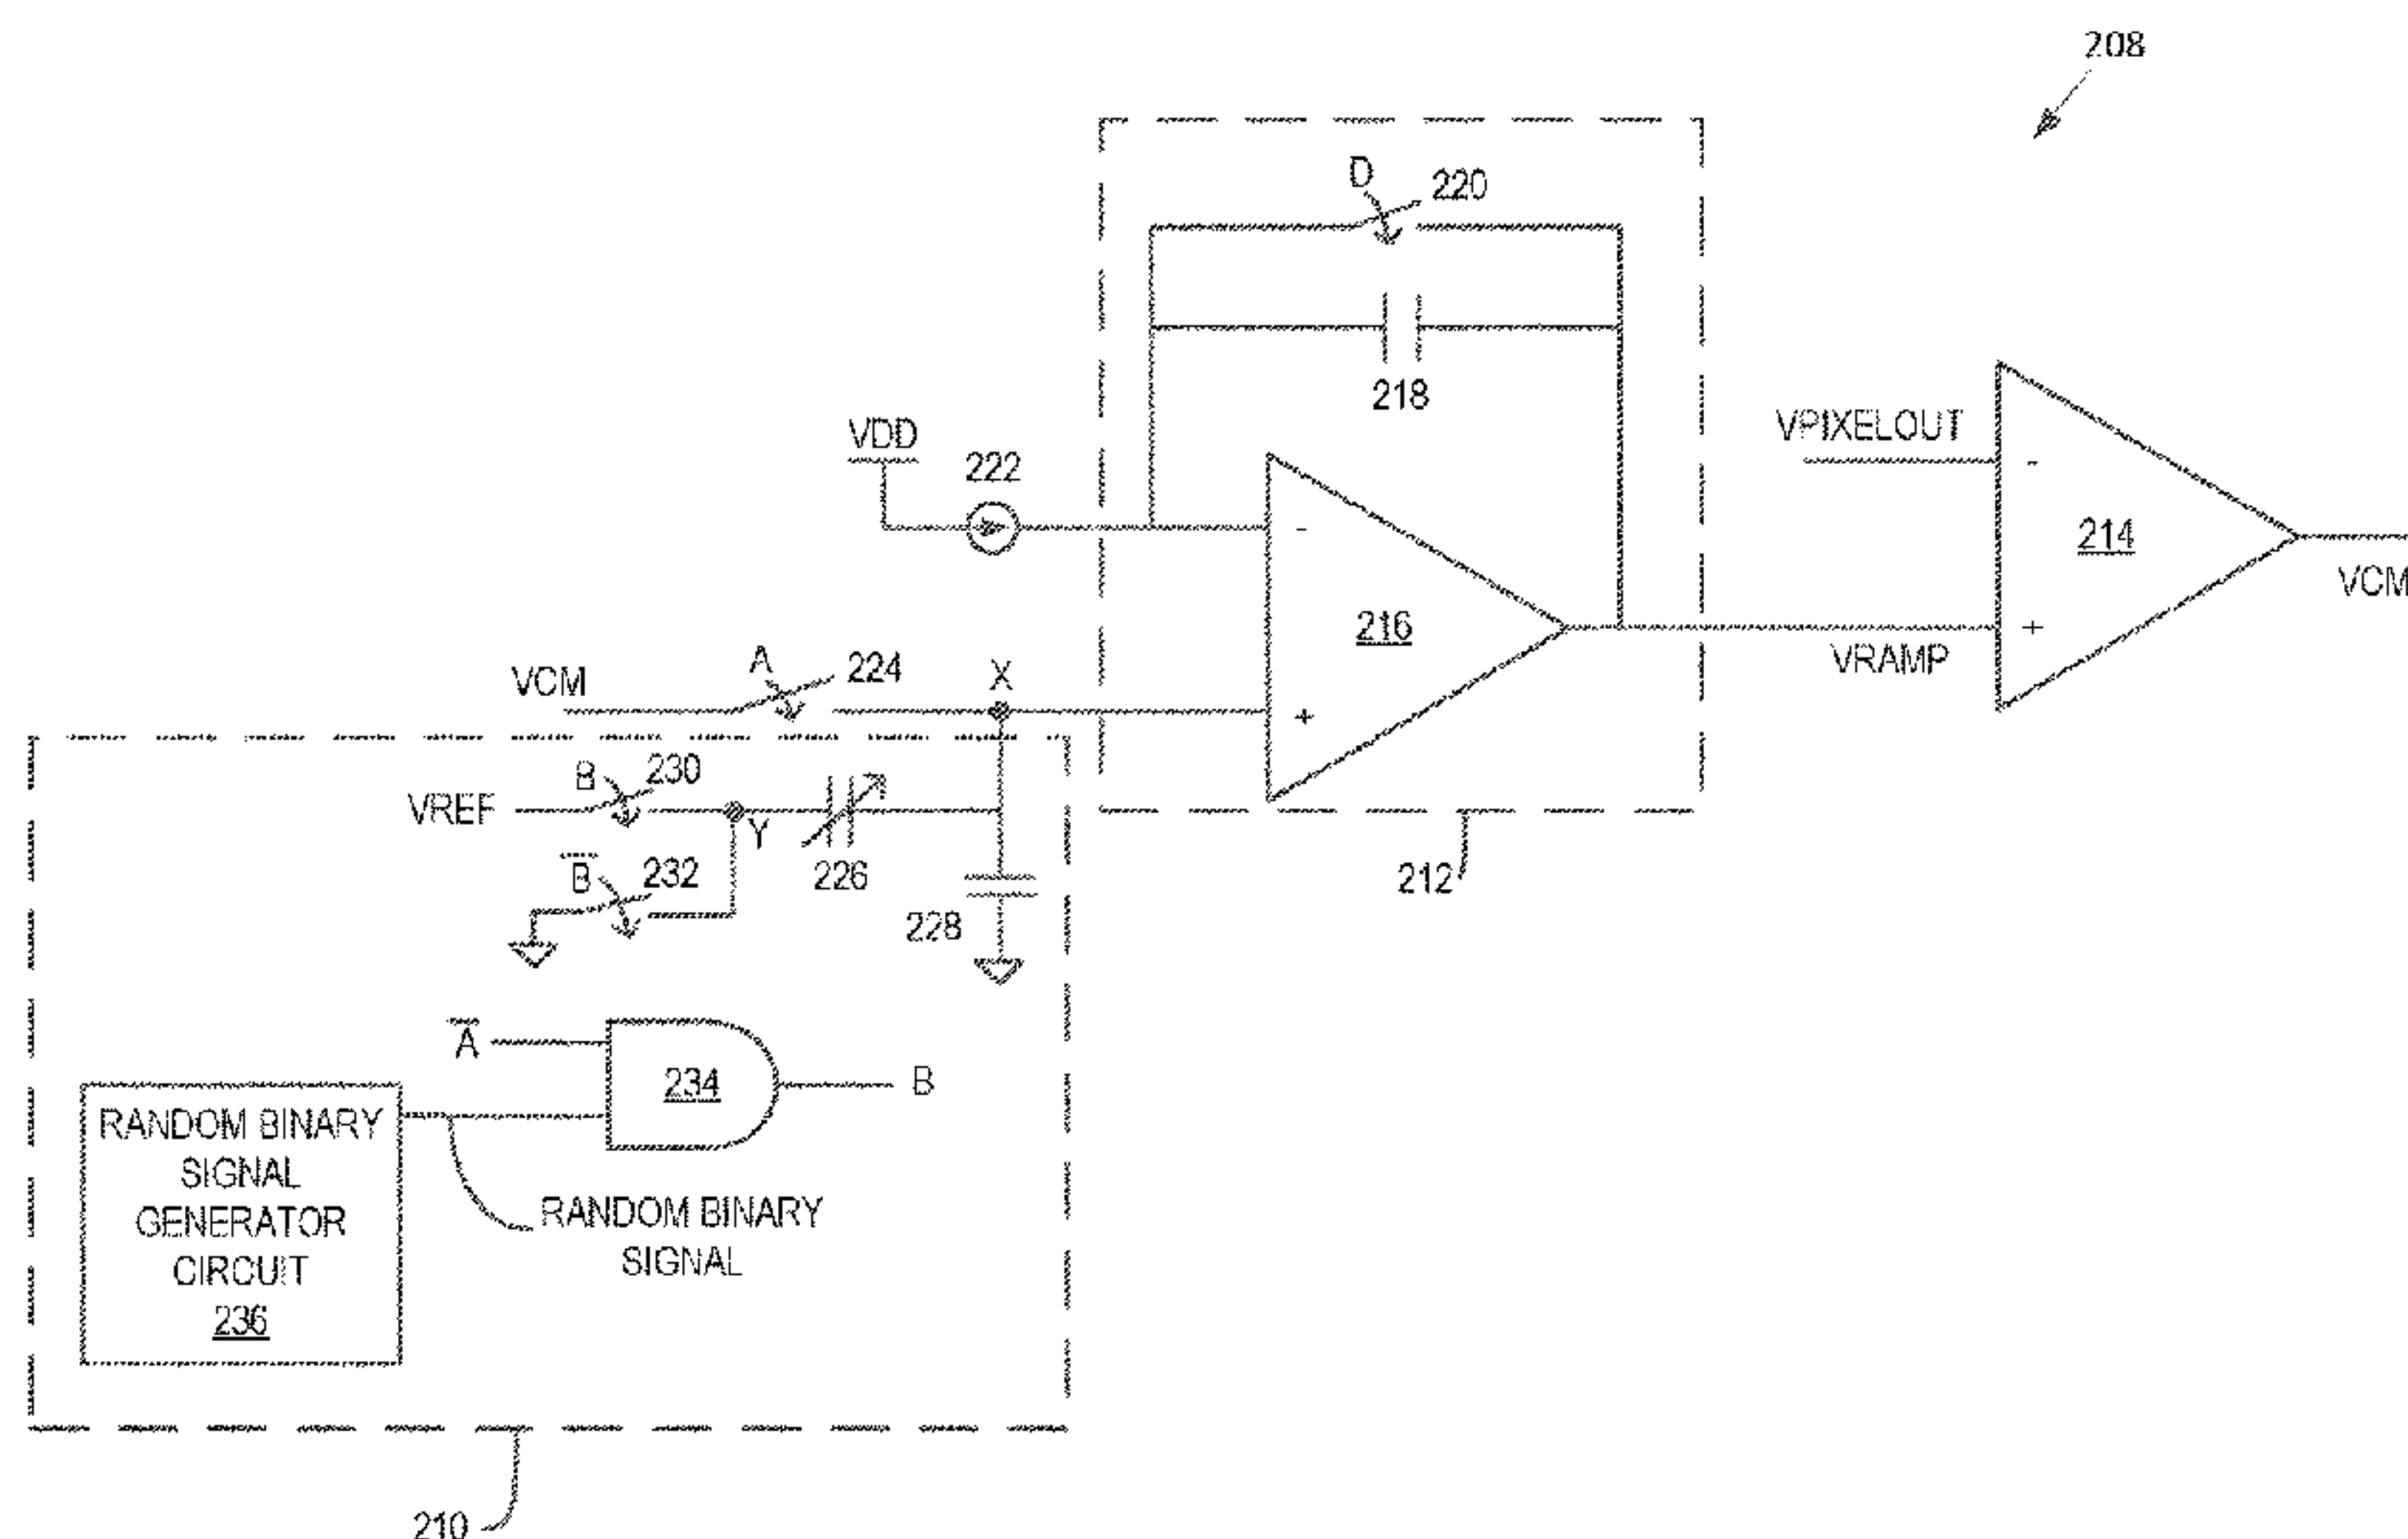 208
D
220
218
VDD
222
VPIXELOUT
-
214
VCM
-
216
+
+
VRAMP
VCM
A
224
X
B
230
VREF
Y
226
B̅
232
228
212
A̅
234
B
RANDOM BINARY
SIGNAL
GENERATOR
CIRCUIT
236
RANDOM BINARY
SIGNAL
210